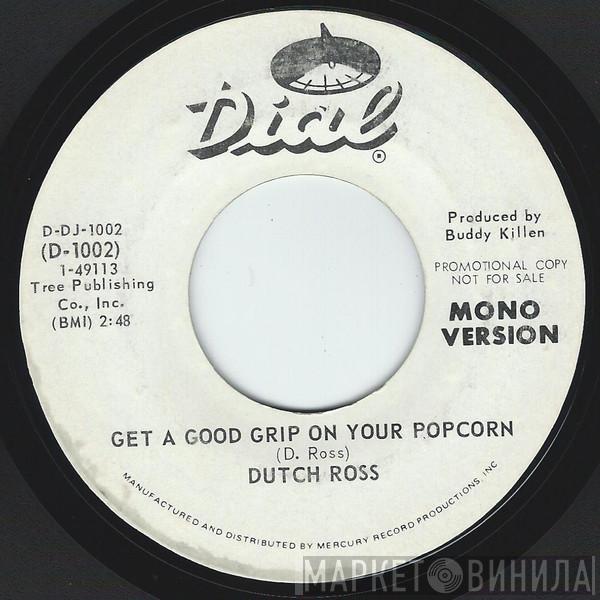 Dial
®
D-DJ-1002
(D-1002)
1-49113
Tree Publishing
Co., Inc.
(BMI) 2:48
Produced by
Buddy Killen
PROMOTIONAL COPY
NOT FOR SALE
MONO
VERSION
GET A GOOD GRIP ON YOUR POPCORN
(D. Ross)
DUTCH ROSS
MANUFACTURED AND DISTRIBUTED BY MERCURY RECORD PRODUCTIONS, INC
МАРКЕТ ВИНИЛА